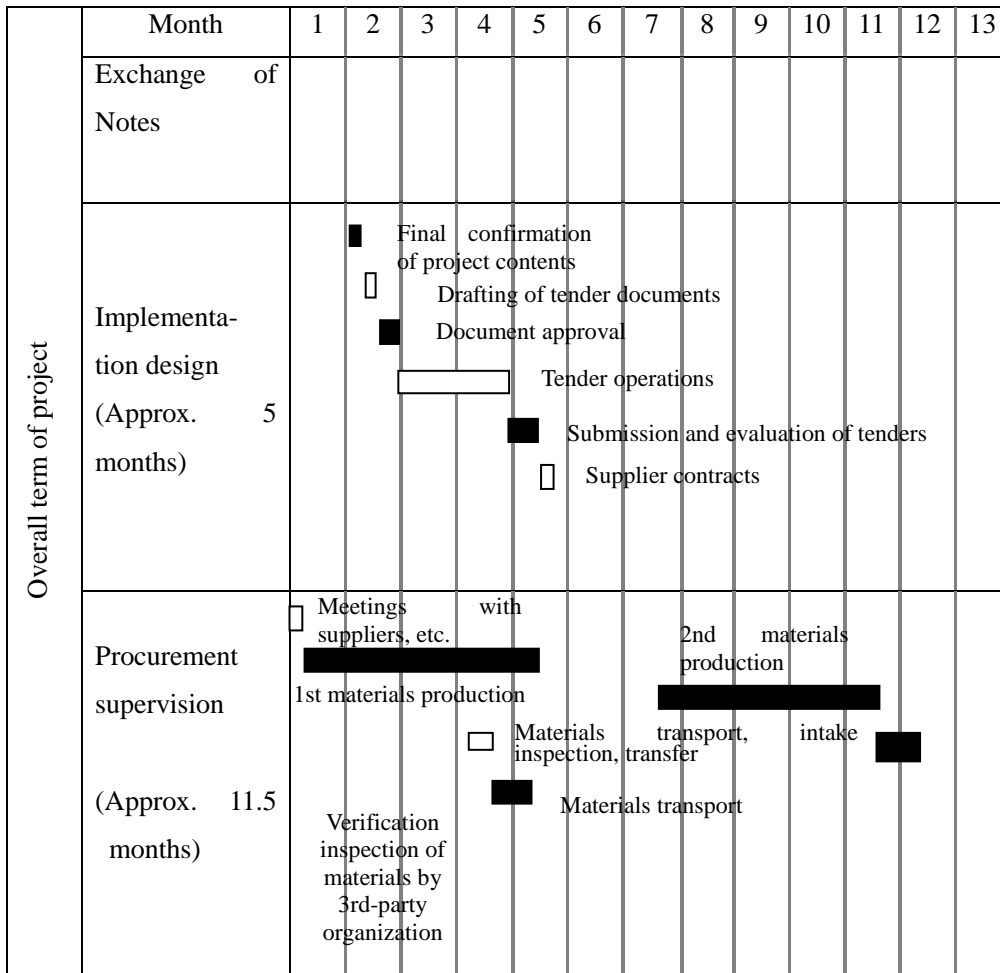 Month 1 2 3 4 5 6 7 8 9 10 11 12 13
Overall term of project
Exchange of
Notes
Implementa-
tion design
(Approx. 5
months)
Final confirmation
of project contents
Drafting of tender documents
Document approval
Tender operations
Submission and evaluation of tenders
Supplier contracts
Procurement
supervision
(Approx. 11.5
months)
Meetings with
suppliers, etc.
1st materials production
2nd materials
production
Materials transport, intake
inspection, transfer
Materials transport
Verification
inspection of
materials by
3rd-party
organization